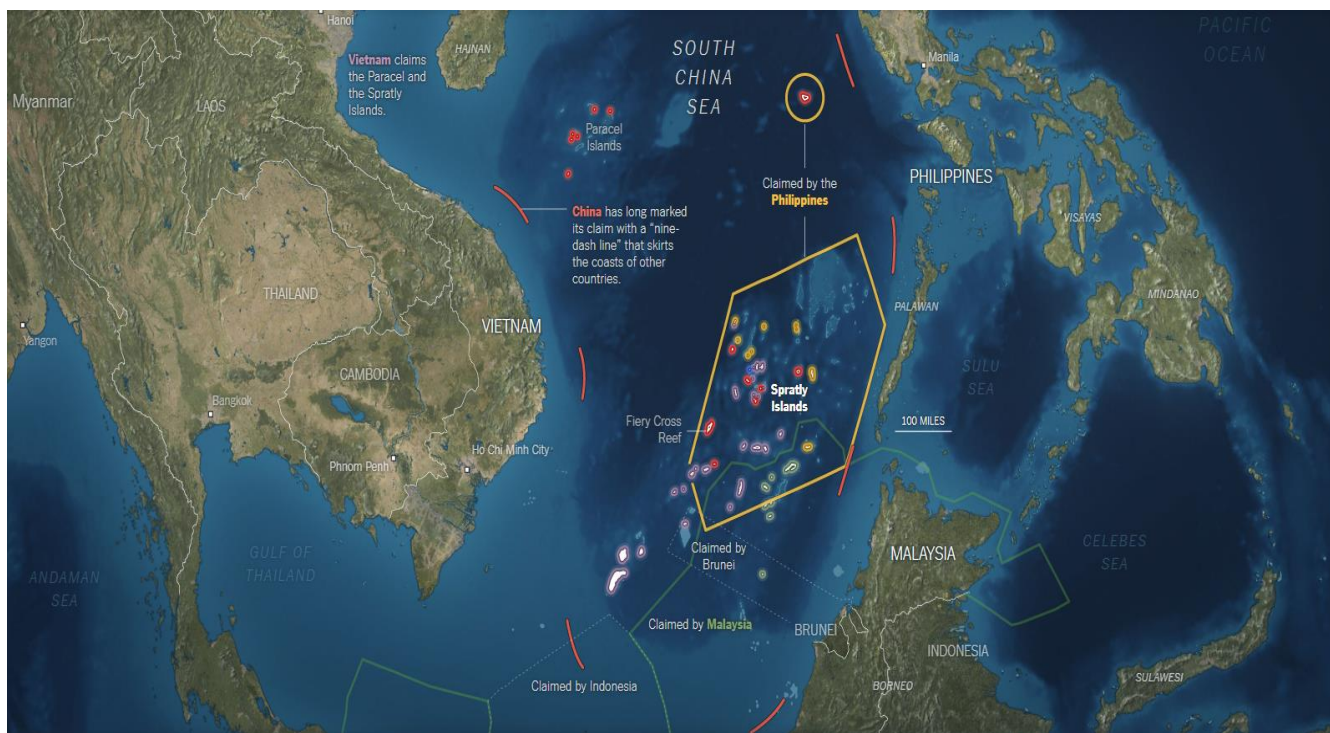 Hanoi
HAINAN
PACIFIC
OCEAN
SOUTH
CHINA
SEA
Manila
Vietnam claims
the Paracel and
the Spratly
Islands.
Myanmar
LAOS
Paracel
Islands
Claimed by the
Philippines
PHILIPPINES
VISAYAS
China has long marked
its claim with a “nine-
dash line” that skirts
the coasts of other
countries.
THAILAND
MINDANAO
PALAWAN
VIETNAM
Yangon
CAMBODIA
SULU
SEA
Spratly
Islands
Bangkok
Fiery Cross
Reef
100 MILES
Ho Chi Minh City
Phnom Penh
GULF OF
THAILAND
Claimed by
Brunei
MALAYSIA
CELEBES
SEA
ANDAMAN
SEA
Claimed by Malaysia
BRUNEI
INDONESIA
Claimed by Indonesia
BORNEO
SULAWESI